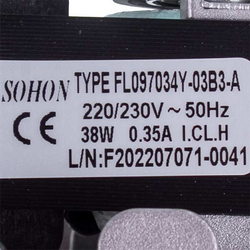 TYPE FL097034Y-03B3-A
SOHON
220/230V ~ 50Hz
CE
38W 0.35A I.CL.H
L/N:F202207071-0041